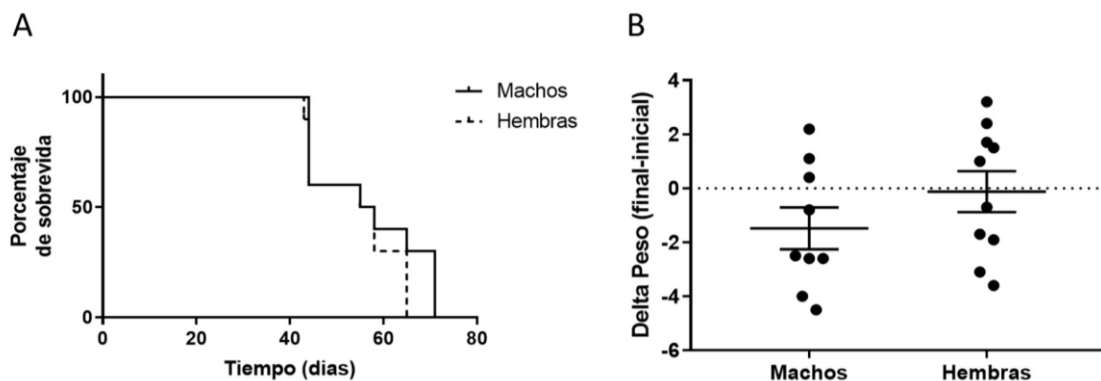 A
Porcentaje
de sobrevida
100
50
0
0
20
40
60
80
Tiempo (dias)
Machos
Hembras
B
Delta Peso (final-inicial)
4
2
0
-2
-4
-6
Machos
Hembras